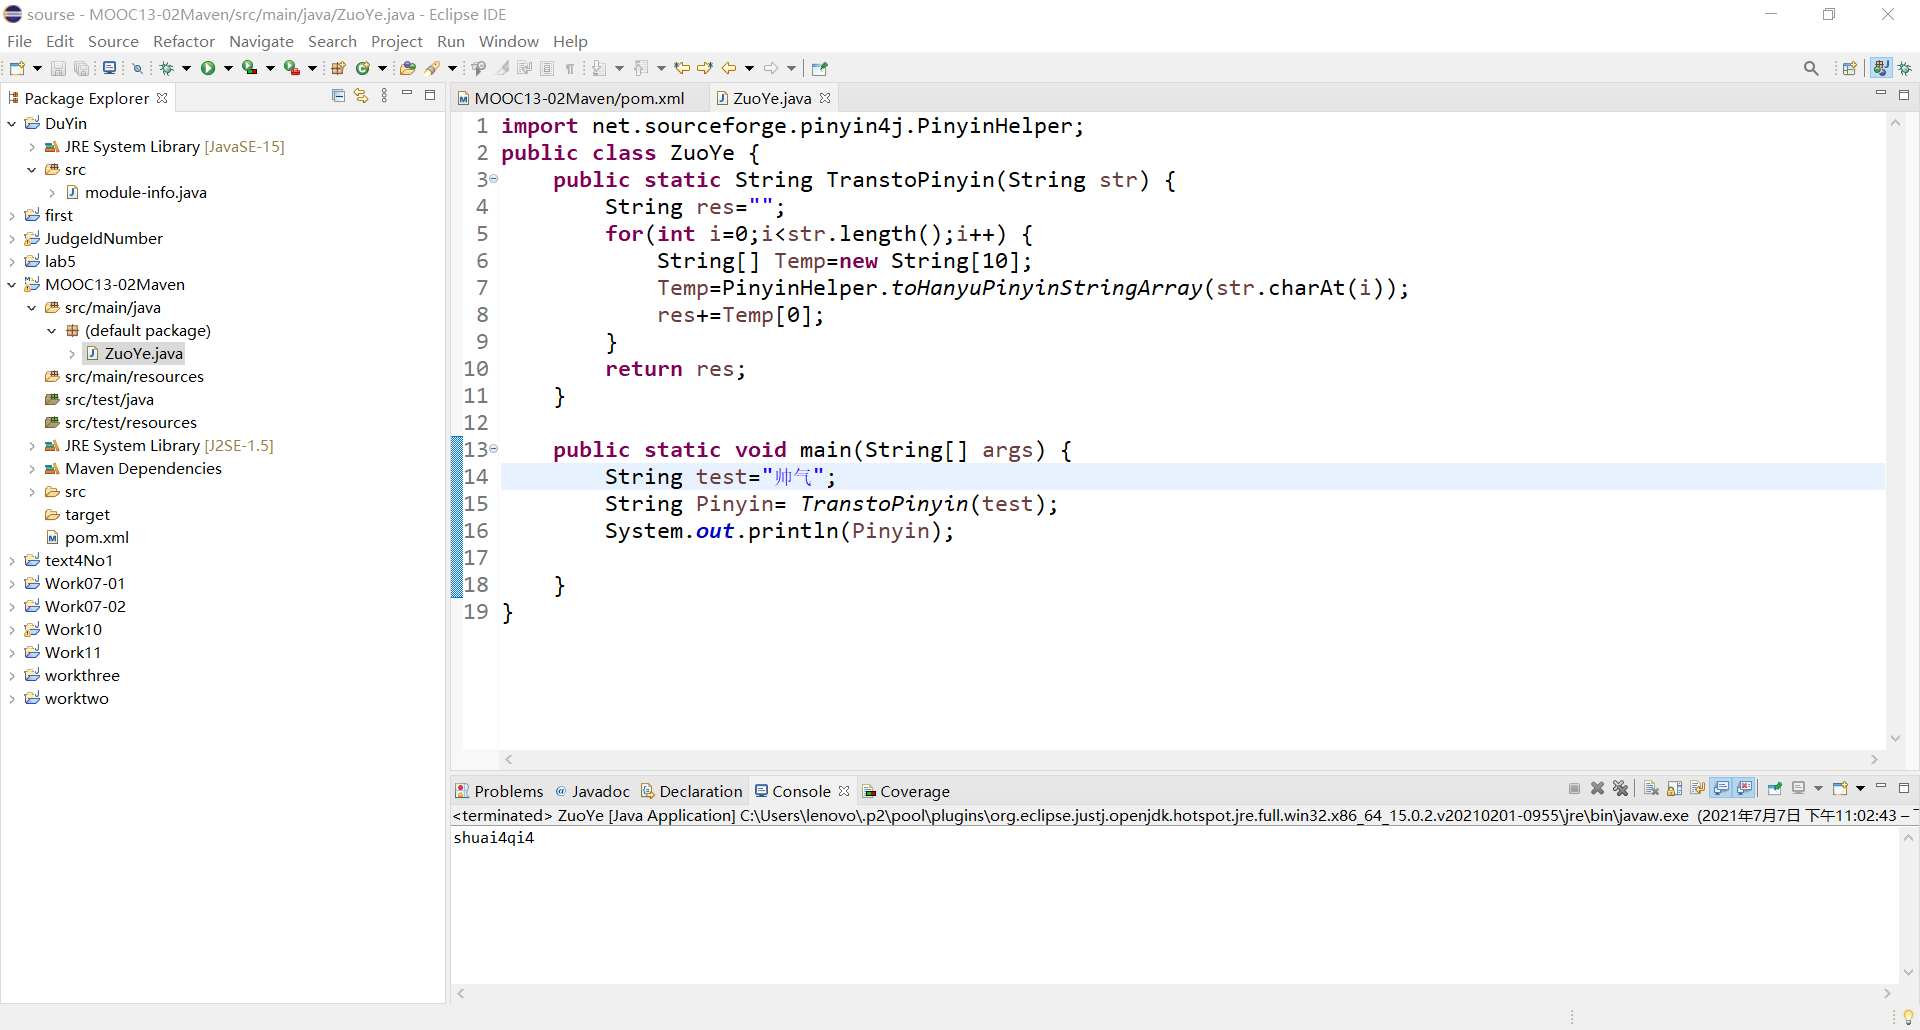 sourse - MOOC13-02Maven/src/main/java/ZuoYe.java - Eclipse IDE
File Edit Source Refactor Navigate Search Project Run Window Help
Package Explorer
DuYin
JRE System Library [JavaSE-15]
src
module-info.java
first
JudgeIdNumber
lab5
MOOC13-02Maven
src/main/java
(default package)
ZuoYe.java
src/main/resources
src/test/java
src/test/resources
JRE System Library [J2SE-1.5]
Maven Dependencies
src
target
pom.xml
text4No1
Work07-01
Work07-02
Work10
Work11
workthree
worktwo
MOOC13-02Maven/pom.xml ZuoYe.java
1 import net.sourceforge.pinyin4j.PinyinHelper;
2 public class ZuoYe {
3 public static String TranstoPinyin(String str) {
4 String res="";
5 for(int i=0;i<str.length();i++) {
6 String[] Temp=new String[10];
7 Temp=PinyinHelper.toHanyuPinyinStringArray(str.charAt(i));
8 res+=Temp[0];
9 }
10 return res;
11 }
12
13 public static void main(String[] args) {
14 String test="帅气";
15 String Pinyin= TranstoPinyin(test);
16 System.out.println(Pinyin);
17
18 }
19 }
Problems @ Javadoc Declaration Console Coverage
<terminated> ZuoYe [Java Application] C:\Users\lenovo\.p2\pool\plugins\org.eclipse.justj.openjdk.hotspot.jre.full.win32.x86_64_15.0.2.v20210201-0955\jre\bin\javaw.exe (2021年7月7日 下午11:02:43 –
shuai4qi4